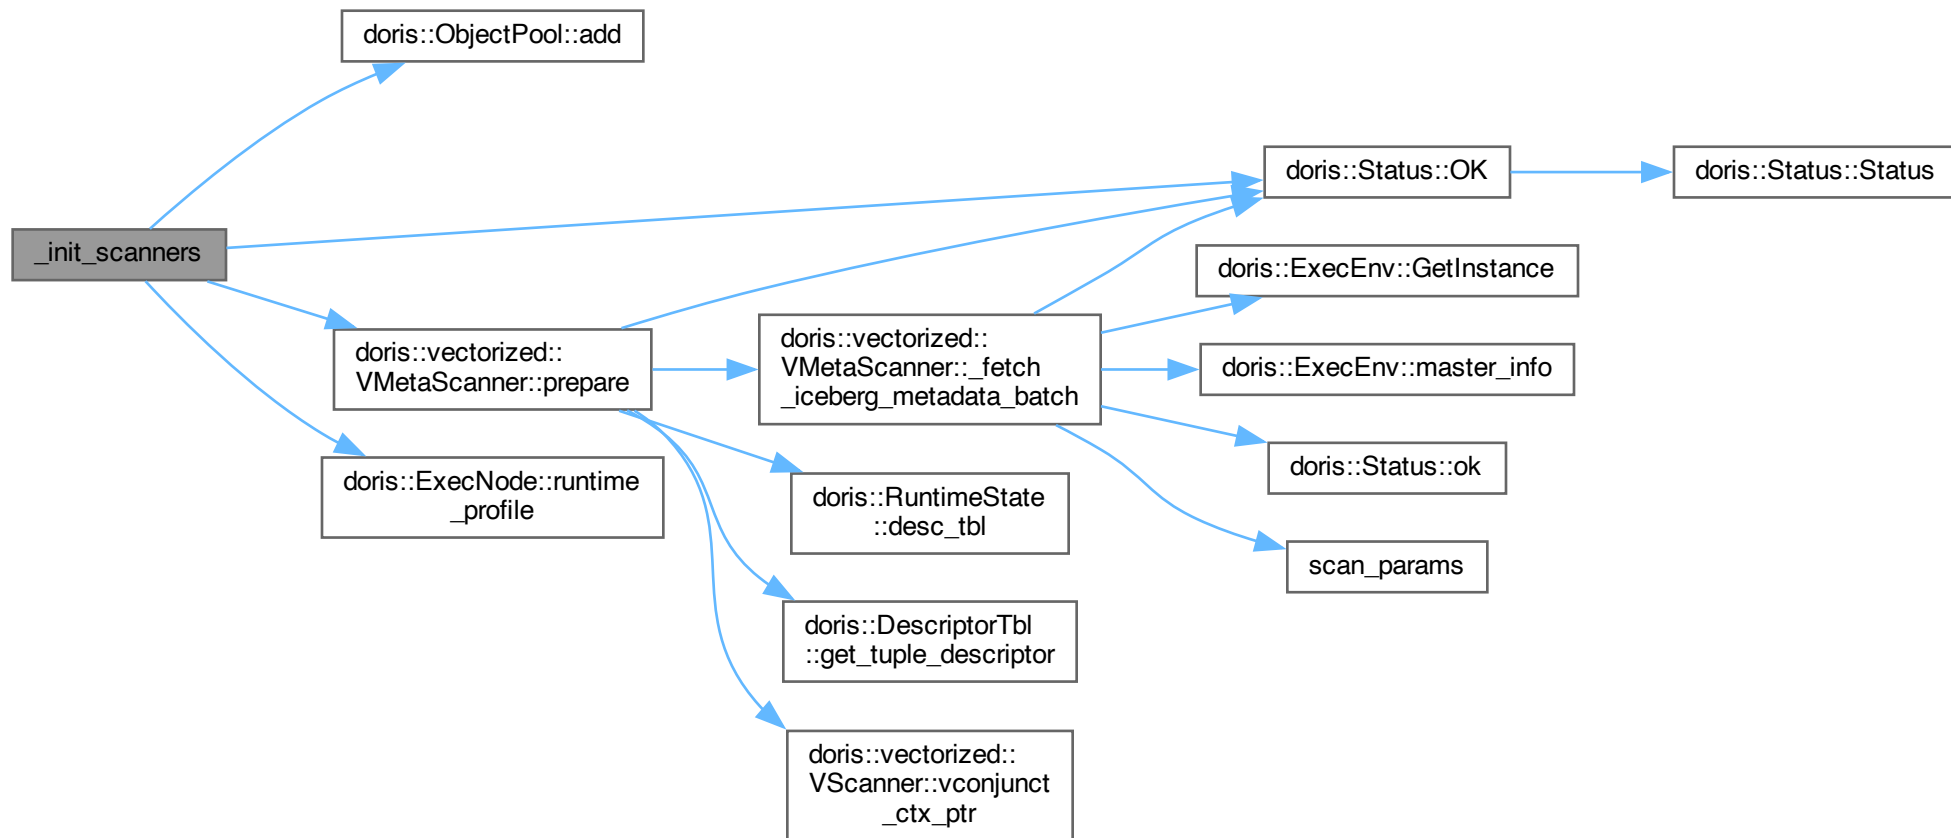 doris::ObjectPool::add
doris::Status::OK
doris::Status::Status
_init_scanners
doris::ExecEnv::GetInstance
doris::vectorized::
VMetaScanner::prepare
doris::vectorized::
VMetaScanner::_fetch
_iceberg_metadata_batch
doris::ExecEnv::master_info
doris::ExecNode::runtime
_profile
doris::Status::ok
doris::RuntimeState
::desc_tbl
scan_params
doris::DescriptorTbl
::get_tuple_descriptor
doris::vectorized::
VScanner::vconjunct
_ctx_ptr